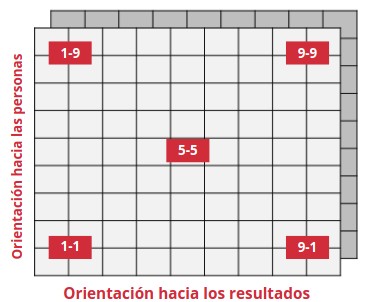 Orientación hacia las personas
1-9
9-9
5-5
1-1
9-1
Orientación hacia los resultados